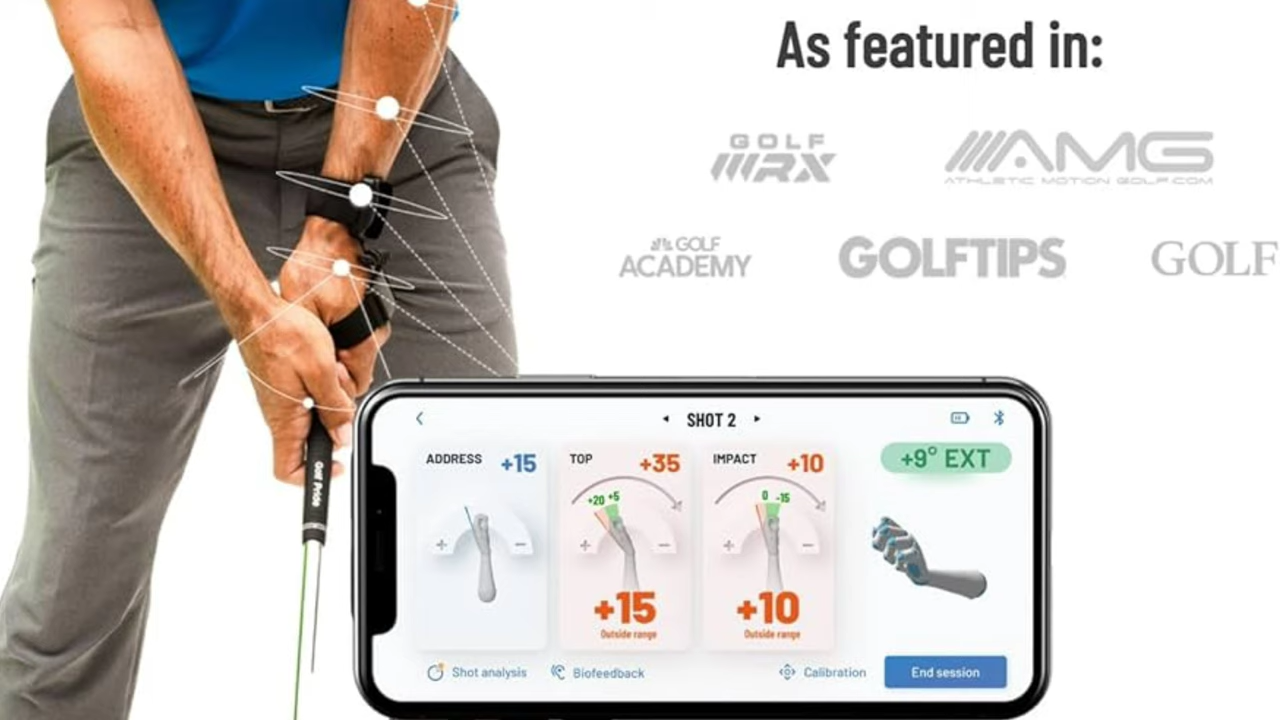 As featured in:
GOLF
WRX
AMG
ATHLETIC MOTION GOLF.COM
GOLF
ACADEMY
GOLFTIPS
GOLF
Golf Pride
SHOT 2
ADDRESS +15
TOP +35
+20 +5
+15
Outside range
IMPACT +10
0 -15
+10
Outside range
+9° EXT
Shot analysis
Biofeedback
Calibration
End session